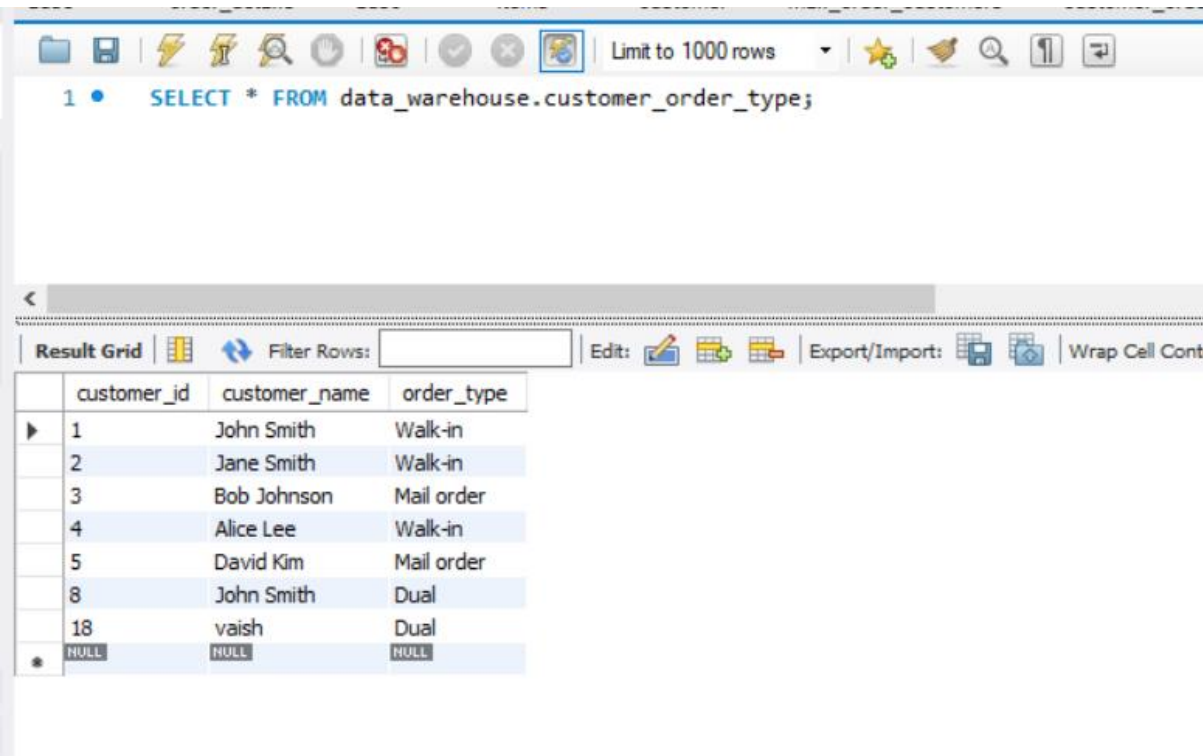 Limit to 1000 rows
1 SELECT * FROM data_warehouse.customer_order_type;
Result Grid Filter Rows: Edit: Export/Import: Wrap Cell Cont
customer_id customer_name order_type
1 John Smith Walk-in
2 Jane Smith Walk-in
3 Bob Johnson Mail order
4 Alice Lee Walk-in
5 David Kim Mail order
8 John Smith Dual
18 vaish Dual
NULL NULL NULL